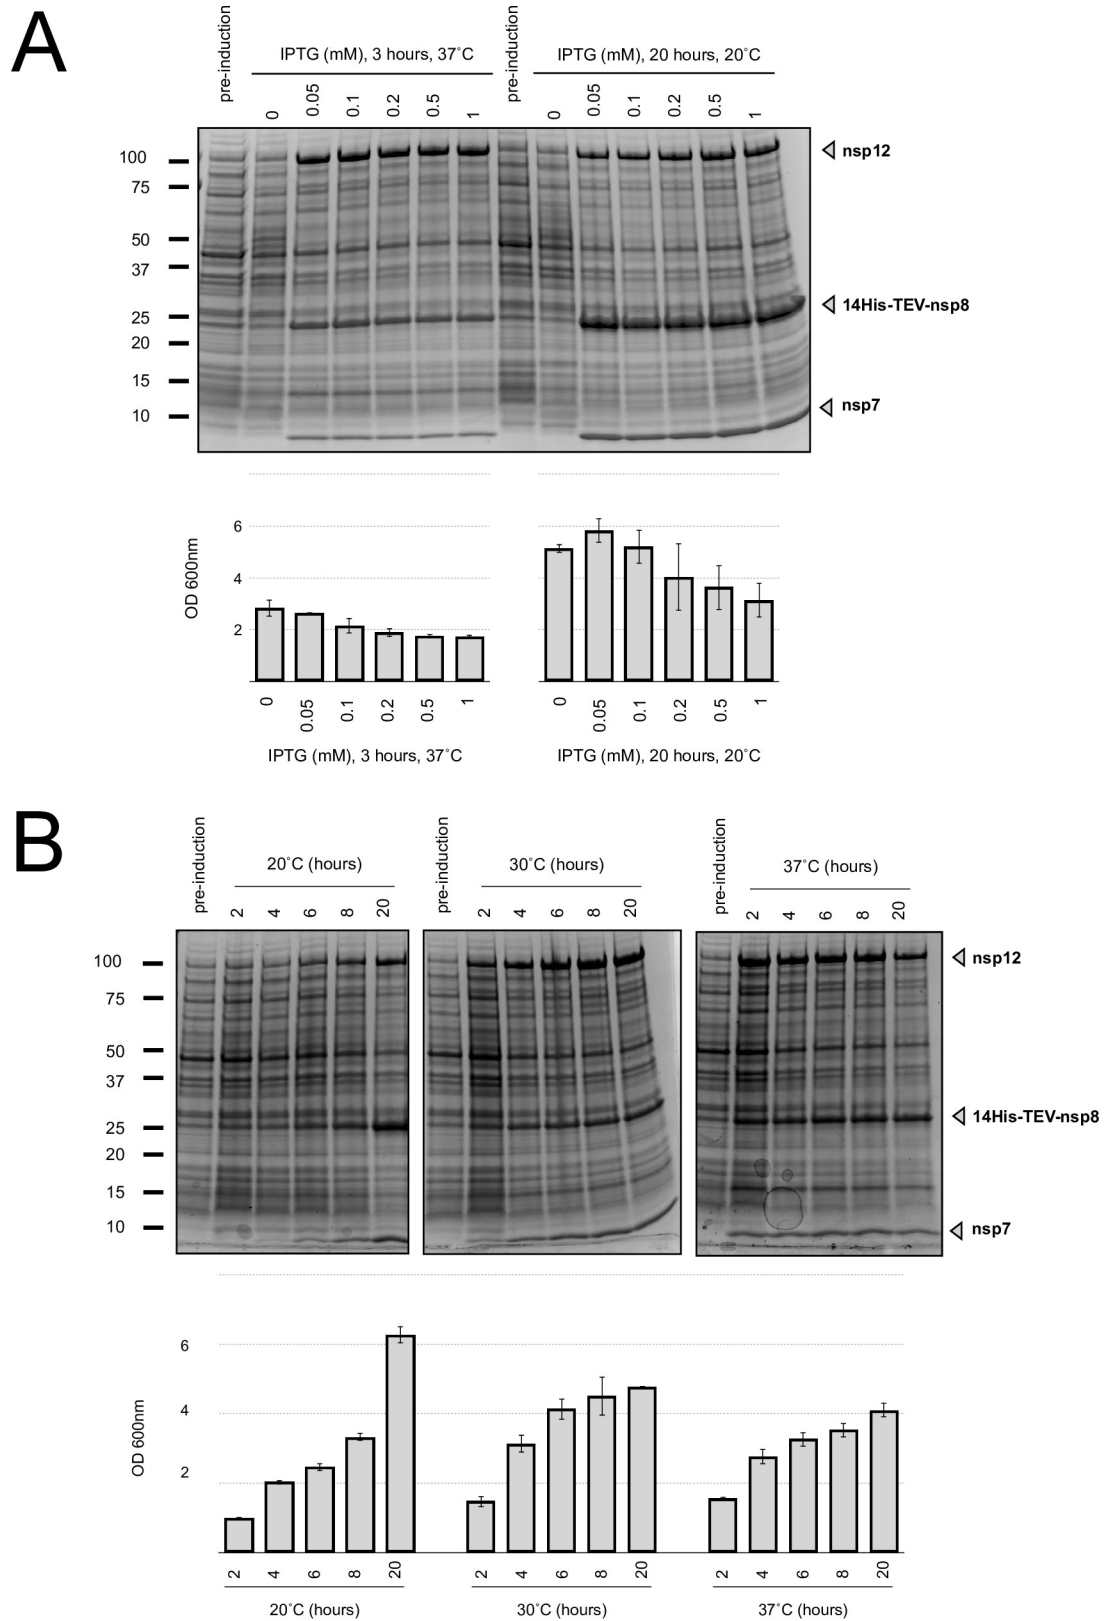 A
pre-induction
IPTG (mM), 3 hours, 37˚C
pre-induction
IPTG (mM), 20 hours, 20˚C
0 0.05 0.1 0.2 0.5 1
0 0.05 0.1 0.2 0.5 1
100
75
50
37
25
20
15
10
nsp12
14His-TEV-nsp8
nsp7
OD 600nm
6
4
2
0 0.05 0.1 0.2 0.5 1
0 0.05 0.1 0.2 0.5 1
IPTG (mM), 3 hours, 37˚C
IPTG (mM), 20 hours, 20˚C
B
pre-induction
20˚C (hours)
pre-induction
30˚C (hours)
pre-induction
37˚C (hours)
2 4 6 8 20
2 4 6 8 20
2 4 6 8 20
100
75
50
37
25
20
15
10
nsp12
14His-TEV-nsp8
nsp7
OD 600nm
6
4
2
2 4 6 8 20
2 4 6 8 20
2 4 6 8 20
20˚C (hours)
30˚C (hours)
37˚C (hours)